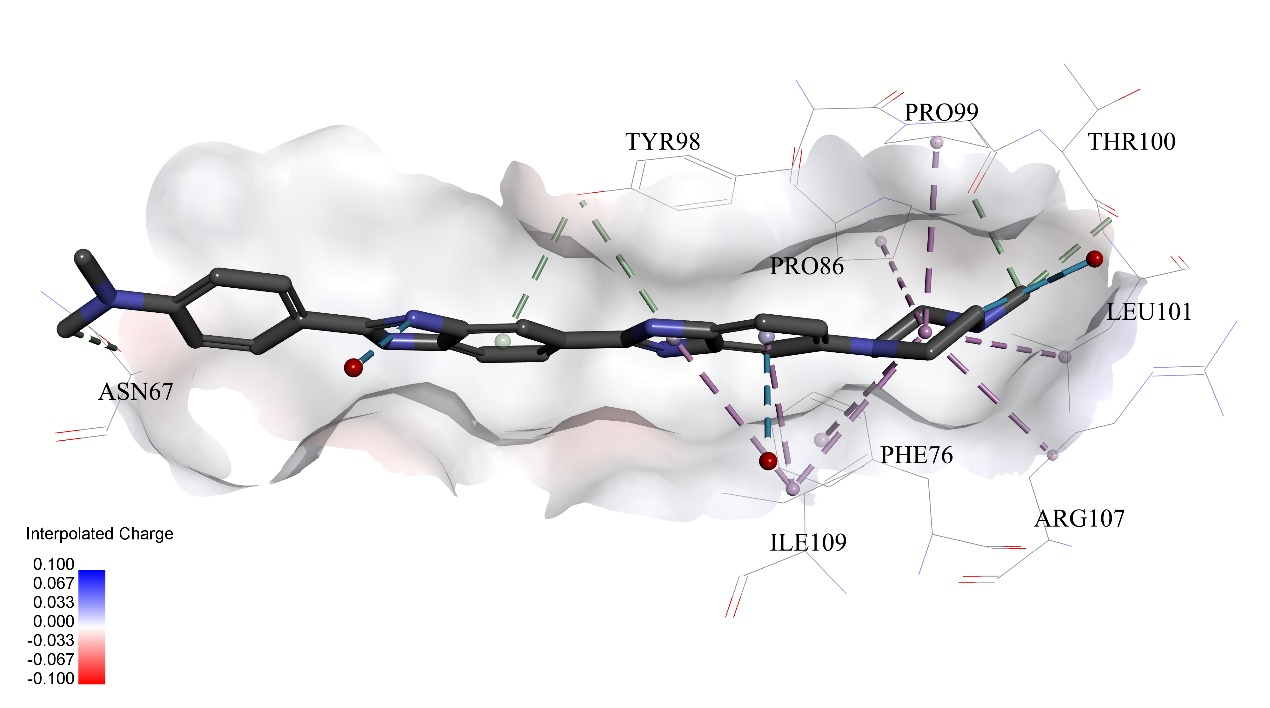 PRO99
TYR98
THR100
PRO86
LEU101
ASN67
PHE76
ARG107
ILE109
Interpolated Charge
0.100
0.067
0.033
0.000
-0.033
-0.067
-0.100